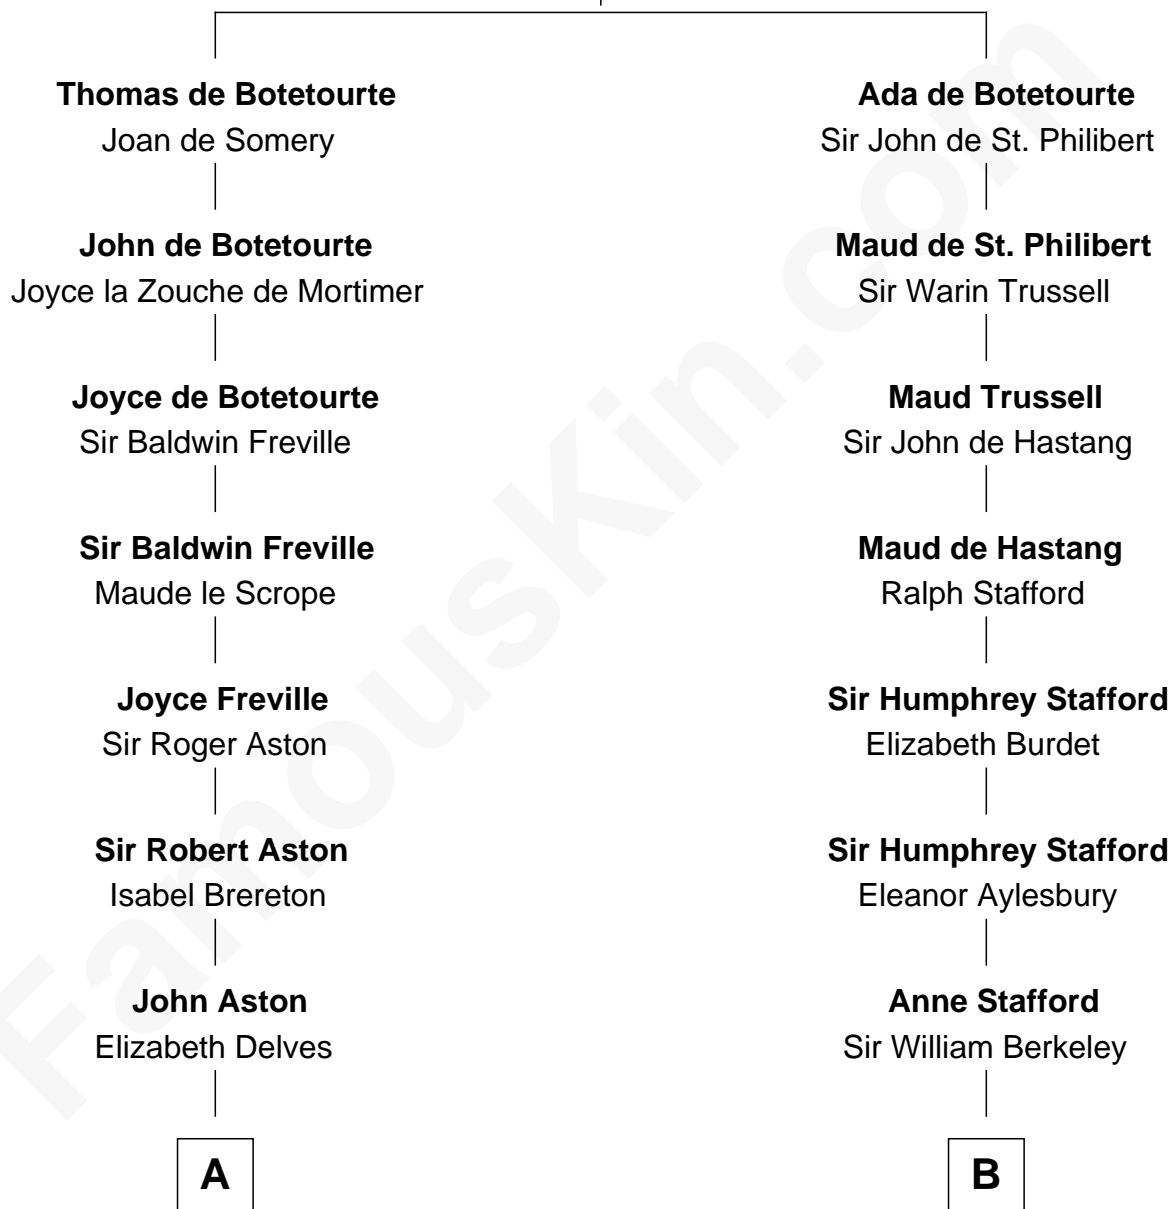 Thomas de Botetourte
Joan de Somery
John de Botetourte
Joyce la Zouche de Mortimer
Joyce de Botetourte
Sir Baldwin Freville
Sir Baldwin Freville
Maude le Scrope
Joyce Freville
Sir Roger Aston
Sir Robert Aston
Isabel Brereton
John Aston
Elizabeth Delves
A
Ada de Botetourte
Sir John de St. Philibert
Maud de St. Philibert
Sir Warin Trussell
Maud Trussell
Sir John de Hastang
Maud de Hastang
Ralph Stafford
Sir Humphrey Stafford
Elizabeth Burdet
Sir Humphrey Stafford
Eleanor Aylesbury
Anne Stafford
Sir William Berkeley
B
FamousKin.com